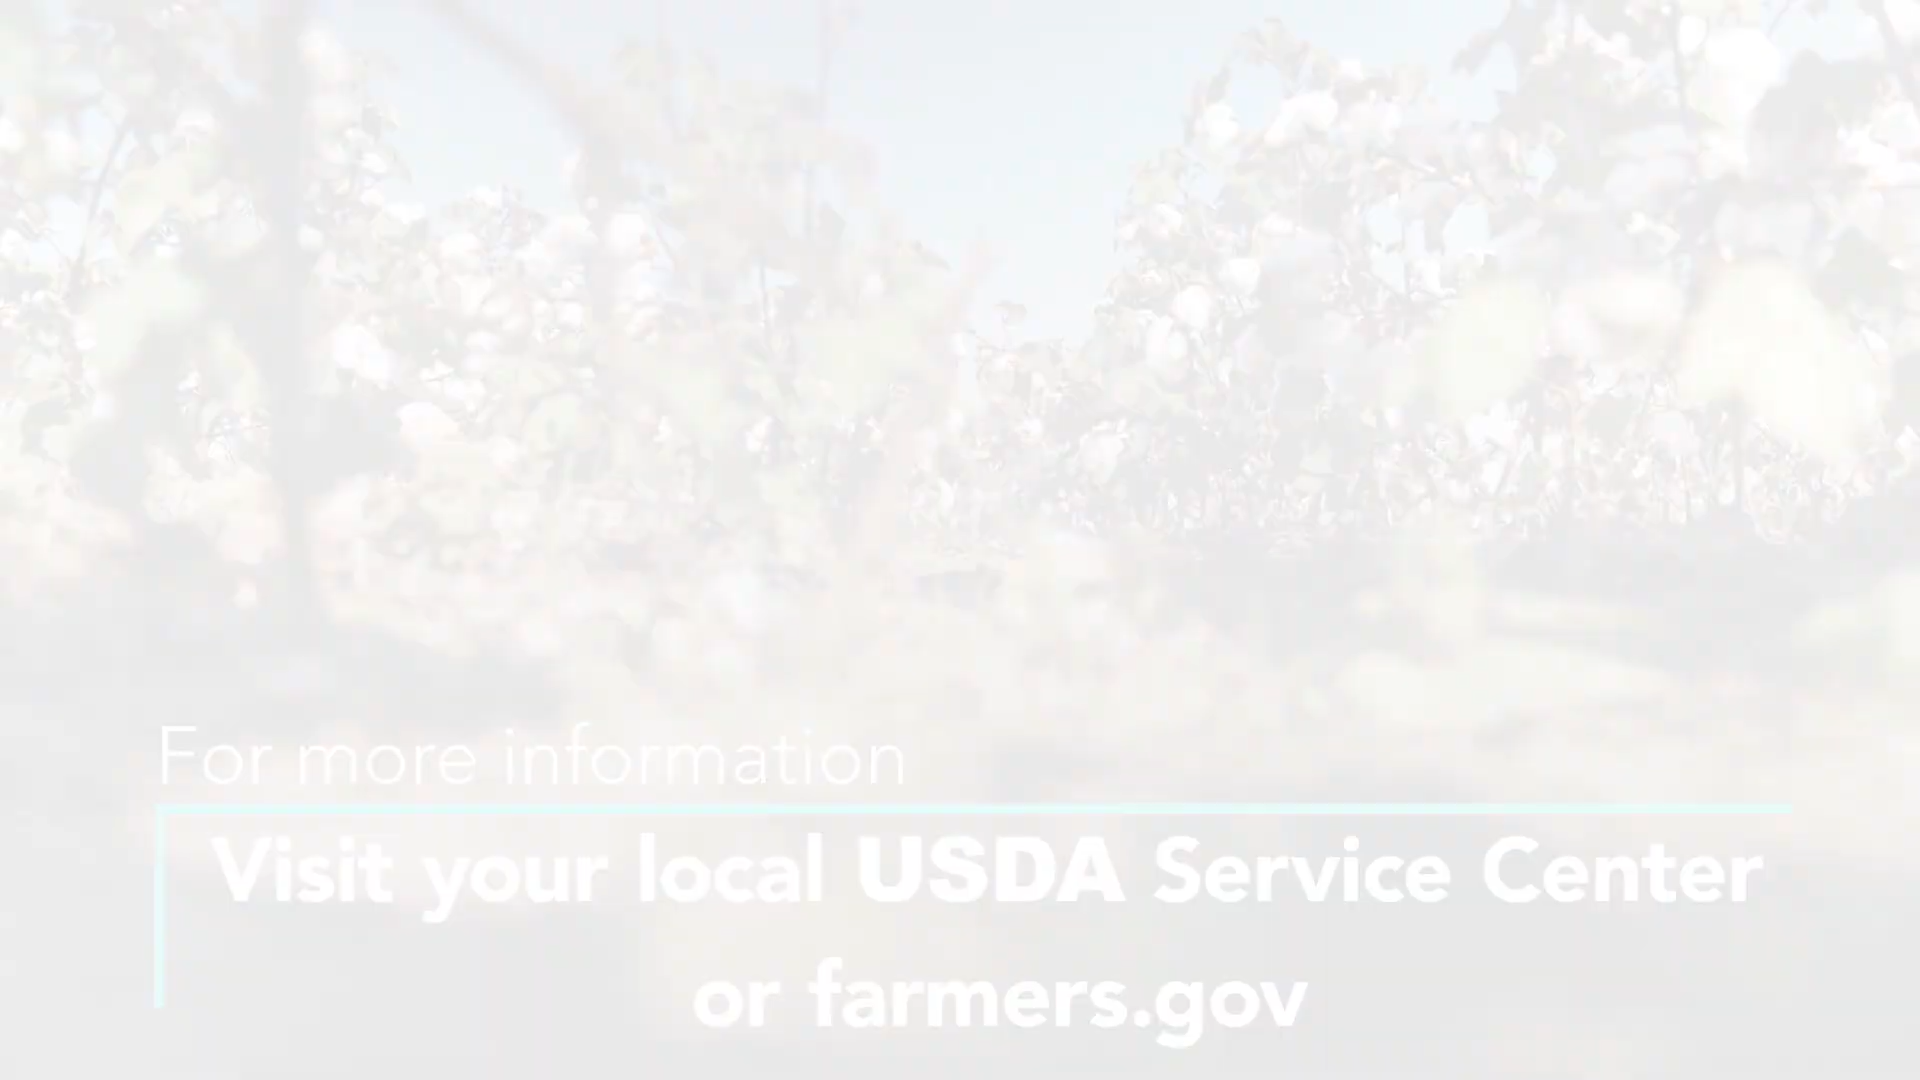 For more information
Visit your local USDA Service Center
or farmers.gov